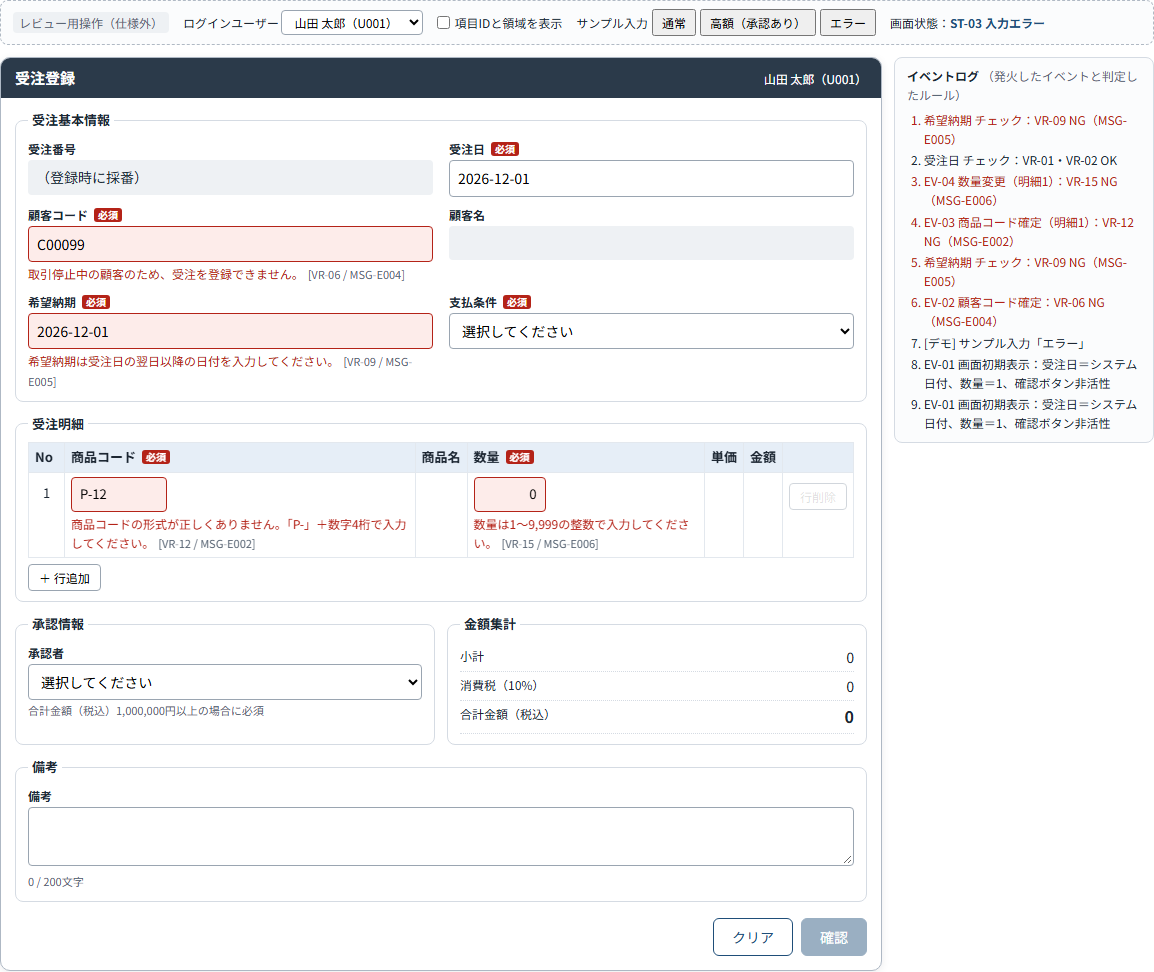 レビュー用操作（仕様外） ログインユーザー 山田 太郎（U001） 項目IDと領域を表示 サンプル入力 通常 高額（承認あり） エラー 画面状態：ST-03 入力エラー
受注登録 山田 太郎（U001）
受注基本情報
受注番号
（登録時に採番）
受注日 必須
2026-12-01
顧客コード 必須
C00099
取引停止中の顧客のため、受注を登録できません。 [VR-06 / MSG-E004]
顧客名
希望納期 必須
2026-12-01
希望納期は受注日の翌日以降の日付を入力してください。 [VR-09 / MSG-
E005]
支払条件 必須
選択してください
受注明細
No 商品コード 必須 商品名 数量 必須 単価 金額
1 P-12 0 行削除
商品コードの形式が正しくありません。「P-」＋数字4桁で入力
してください。 [VR-12 / MSG-E002]
数量は1〜9,999の整数で入力してくださ
い。 [VR-15 / MSG-E006]
＋ 行追加
承認情報
承認者
選択してください
合計金額（税込）1,000,000円以上の場合に必須
金額集計
小計 0
消費税（10%） 0
合計金額（税込） 0
備考
備考
0 / 200文字
クリア 確認
イベントログ （発火したイベントと判定し
たルール）
1. 希望納期 チェック：VR-09 NG（MSG-
E005）
2. 受注日 チェック：VR-01・VR-02 OK
3. EV-04 数量変更（明細1）：VR-15 NG
（MSG-E006）
4. EV-03 商品コード確定（明細1）：VR-12
NG（MSG-E002）
5. 希望納期 チェック：VR-09 NG（MSG-
E005）
6. EV-02 顧客コード確定：VR-06 NG
（MSG-E004）
7. [デモ] サンプル入力「エラー」
8. EV-01 画面初期表示：受注日＝システム
日付、数量＝1、確認ボタン非活性
9. EV-01 画面初期表示：受注日＝システム
日付、数量＝1、確認ボタン非活性